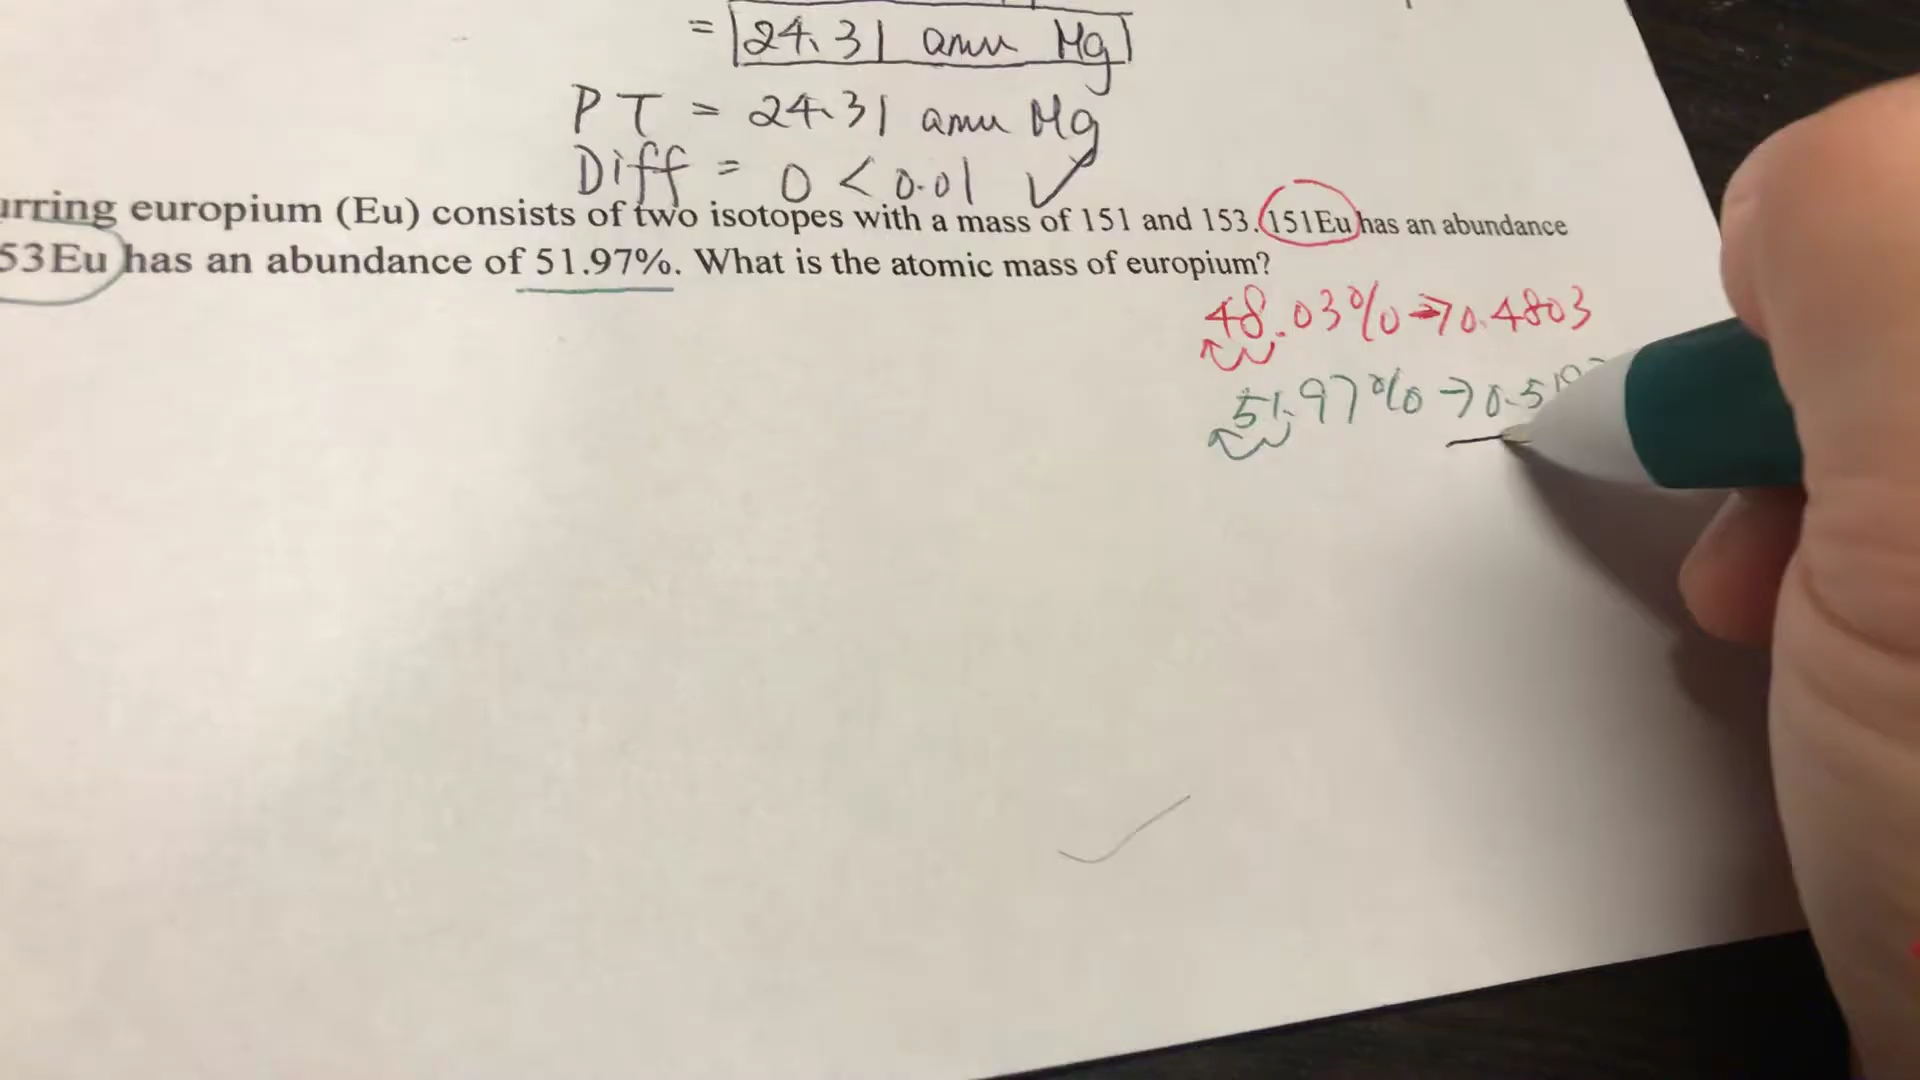 = 24.31 amu Mg
PT = 24.31 amu Mg
Diff = 0 < 0.01 ✓
urring europium (Eu) consists of two isotopes with a mass of 151 and 153. 151Eu has an abundance
53Eu has an abundance of 51.97%. What is the atomic mass of europium?
48.03% → 0.4803
51.97% → 0.519